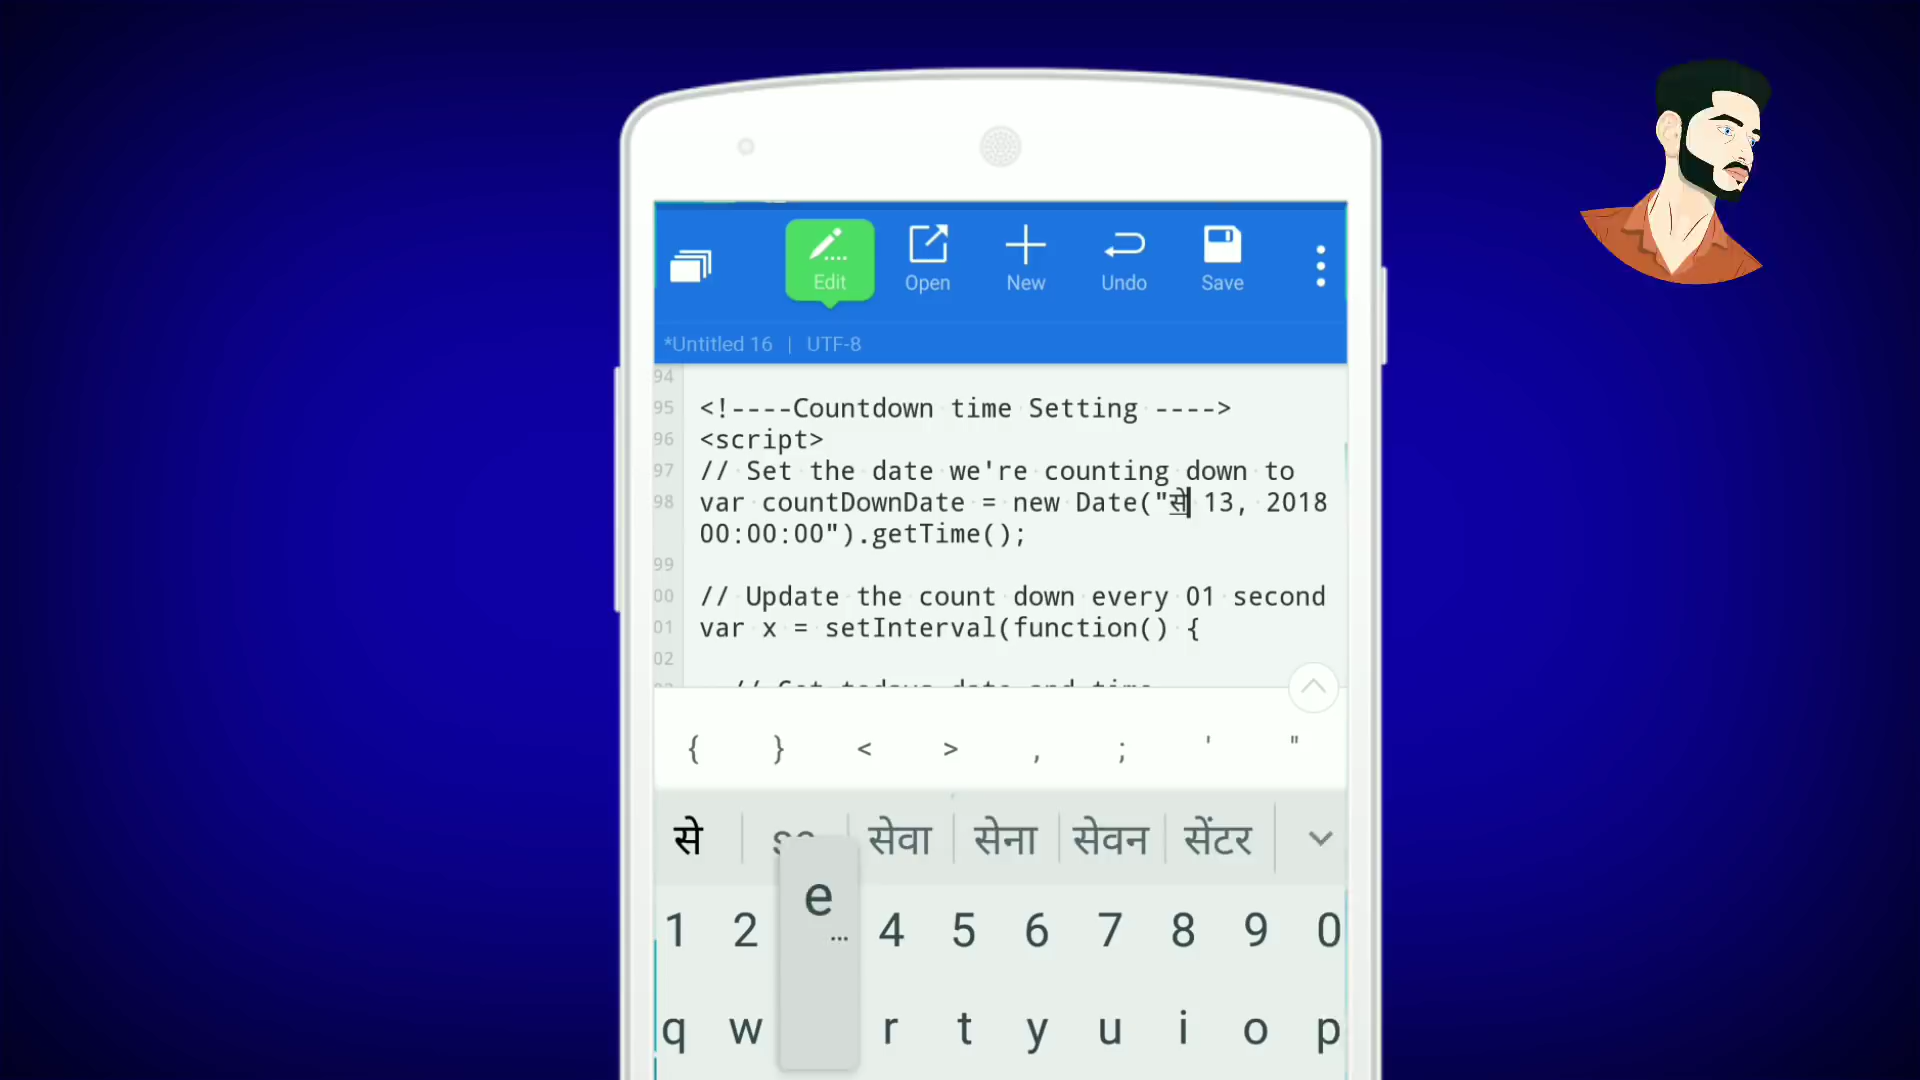 Edit
Open
New
Undo
Save
*Untitled 16 | UTF-8
94
95 <!----Countdown time Setting ---->
96 <script>
97 // Set the date we're counting down to
98 var countDownDate = new Date("से 13, 2018
00:00:00").getTime();
99
00 // Update the count down every 01 second
01 var x = setInterval(function() {
02
{ } < > , ; ' "
से सेवा सेना सेवन सेंटर
e
1 2 4 5 6 7 8 9 0
q w r t y u i o p